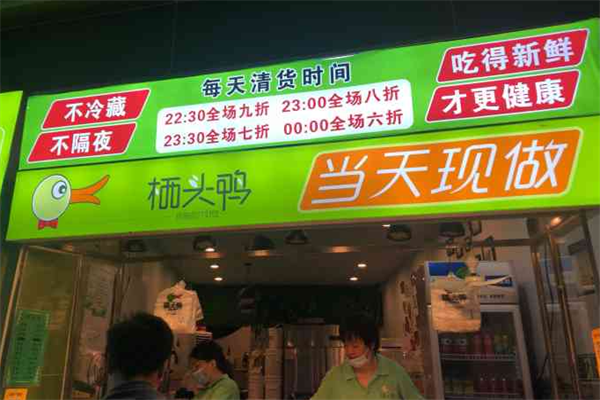 不冷藏
不隔夜
每天清货时间
22:30全场九折 23:00全场八折
23:30全场七折 00:00全场六折
吃得新鲜
才更健康
栖头鸭
当天现做